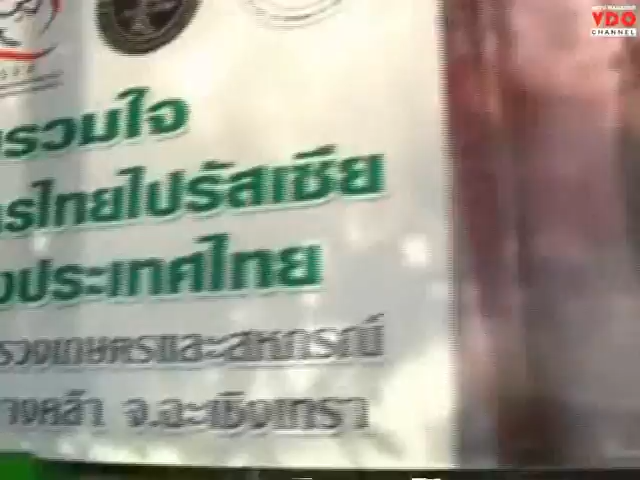 VDO
CHANNEL
รวมใจ
รไทยไปรัสเซีย
ประเทศไทย
รวงเกษตรและสหกรณ์
างคล้า จ.ฉะเชิงเทรา